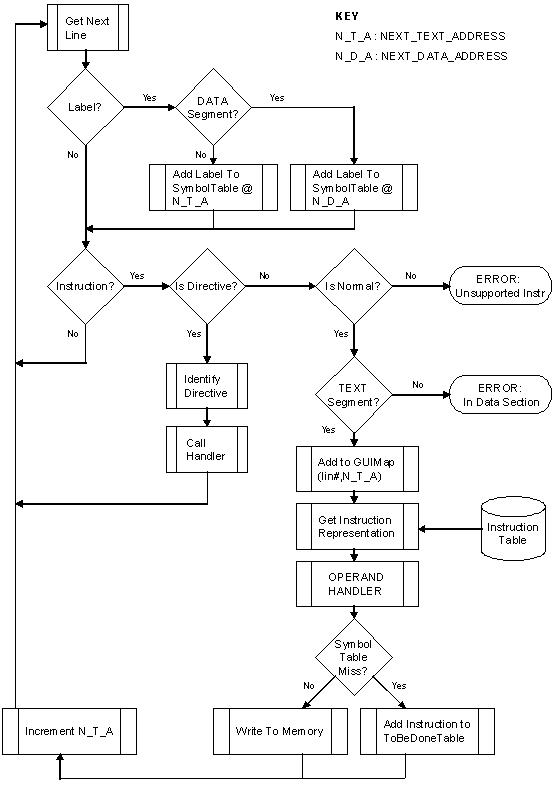 Get Next
Line
KEY
N_T_A : NEXT_TEXT_ADDRESS
N_D_A : NEXT_DATA_ADDRESS
Label?
Yes
DATA
Segment?
Yes
No
No
Add Label To
SymbolTable @
N_T_A
Add Label To
SymbolTable @
N_D_A
Instruction?
Yes
Is Directive?
No
Is Normal?
No
ERROR:
Unsupported Instr
No
Yes
Yes
Identify
Directive
TEXT
Segment?
No
ERROR:
In Data Section
Yes
Call
Handler
Add to GUIMap
(lin#,N_T_A)
Get Instruction
Representation
Instruction
Table
OPERAND
HANDLER
Symbol
Table
Miss?
No
Yes
Increment N_T_A
Write To Memory
Add Instruction to
ToBeDoneTable